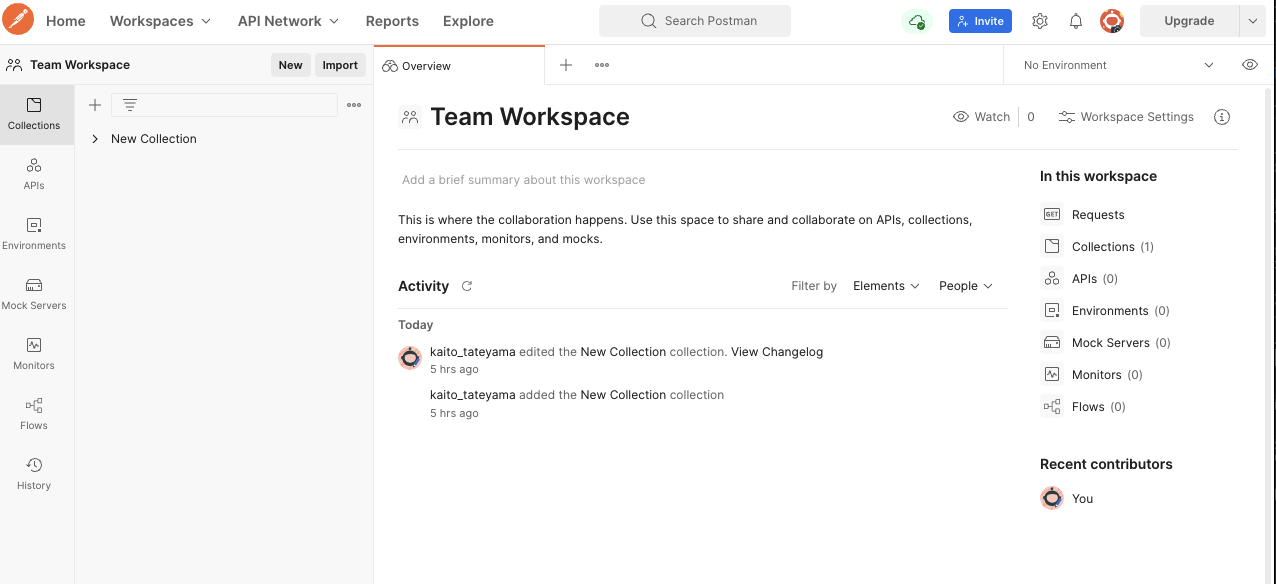 Home Workspaces API Network Reports Explore Search Postman Invite Upgrade
Team Workspace New Import
Overview
No Environment
Collections
APIs
Environments
Mock Servers
Monitors
Flows
History
New Collection
Team Workspace
Watch 0 Workspace Settings
Add a brief summary about this workspace
This is where the collaboration happens. Use this space to share and collaborate on APIs, collections,
environments, monitors, and mocks.
Activity Filter by Elements People
Today
kaito_tateyama edited the New Collection collection. View Changelog
5 hrs ago
kaito_tateyama added the New Collection collection
5 hrs ago
In this workspace
GET Requests
Collections (1)
APIs (0)
Environments (0)
Mock Servers (0)
Monitors (0)
Flows (0)
Recent contributors
You